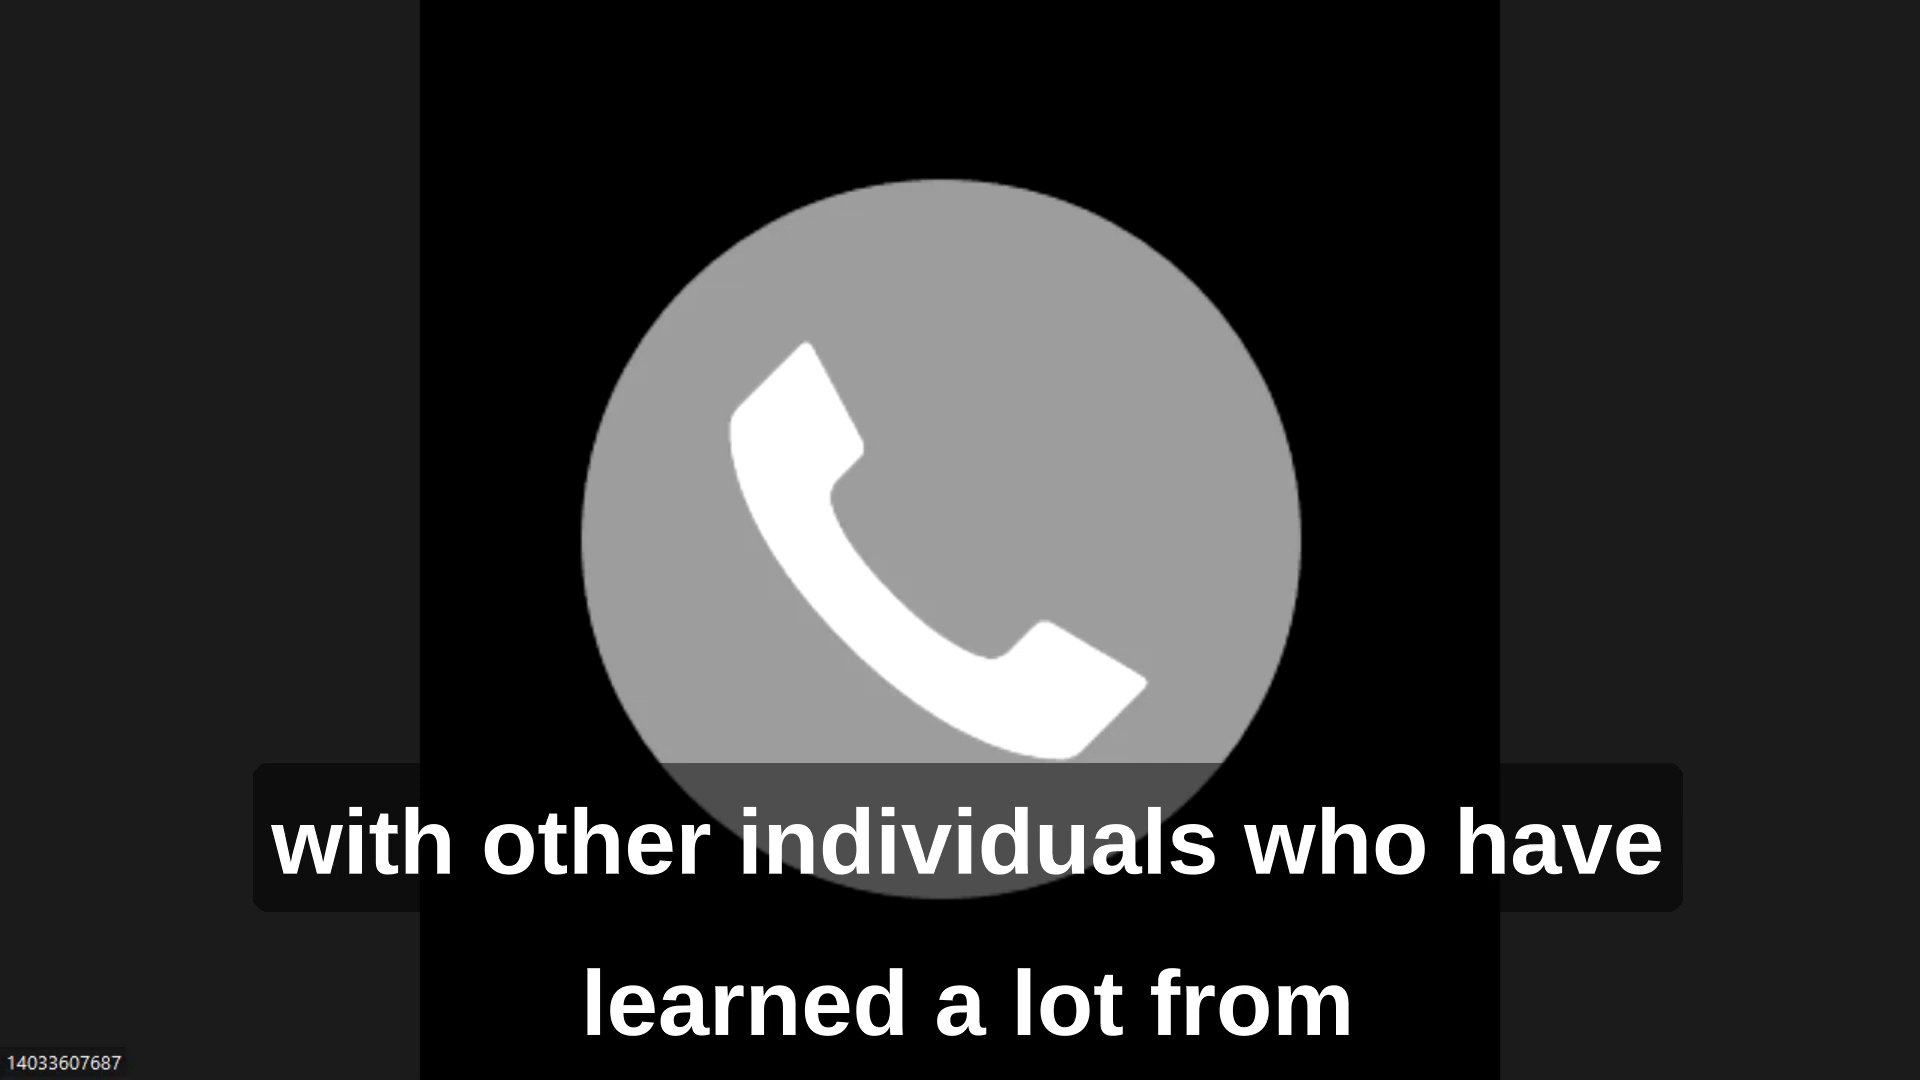 with other individuals who have
learned a lot from
14033607687